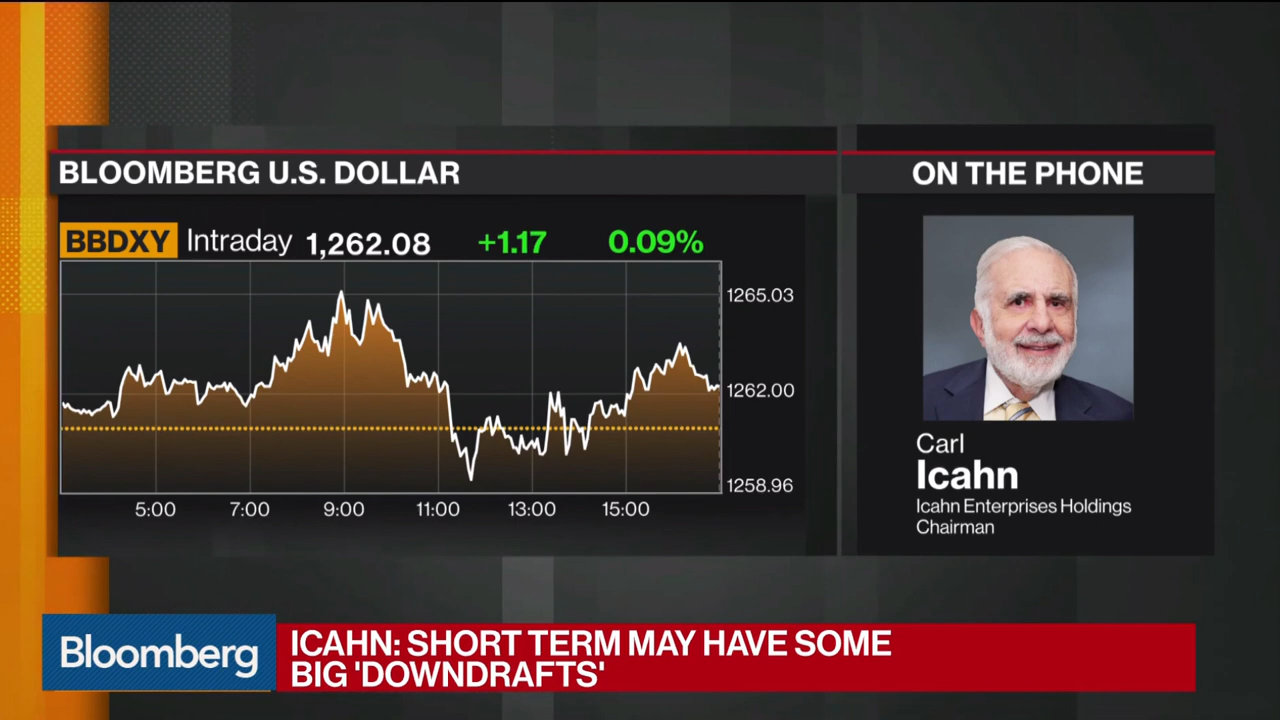 BLOOMBERG U.S. DOLLAR
BBDXY Intraday 1,262.08 +1.17 0.09%
1265.03
1262.00
1258.96
5:00 7:00 9:00 11:00 13:00 15:00
ON THE PHONE
Carl
Icahn
Icahn Enterprises Holdings
Chairman
Bloomberg
ICAHN: SHORT TERM MAY HAVE SOME
BIG 'DOWNDRAFTS'